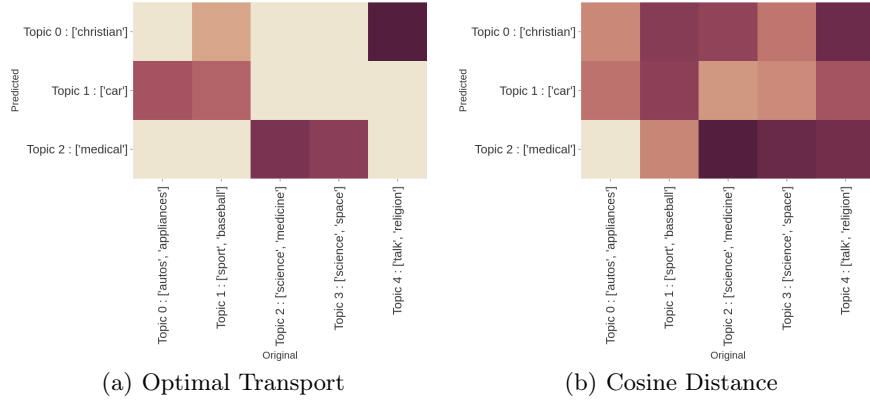 Predicted
Topic 0 : ['christian']
Topic 1 : ['car']
Topic 2 : ['medical']
Topic 0 : ['autos', 'appliances']
Topic 1 : ['sport', 'baseball']
Topic 2 : ['science', 'medicine']
Topic 3 : ['science', 'space']
Topic 4 : ['talk', 'religion']
Original
(a) Optimal Transport
Predicted
Topic 0 : ['christian']
Topic 1 : ['car']
Topic 2 : ['medical']
Topic 0 : ['autos', 'appliances']
Topic 1 : ['sport', 'baseball']
Topic 2 : ['science', 'medicine']
Topic 3 : ['science', 'space']
Topic 4 : ['talk', 'religion']
Original
(b) Cosine Distance